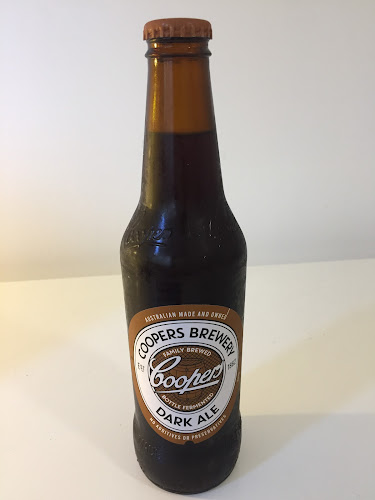 AUSTRALIAN MADE AND OWNED
COOPERS BREWERY
FAMILY BREWED
EST 1862
Coopers
BOTTLE FERMENTED
DARK ALE
NO ADDITIVES OR PRESERVATIVES